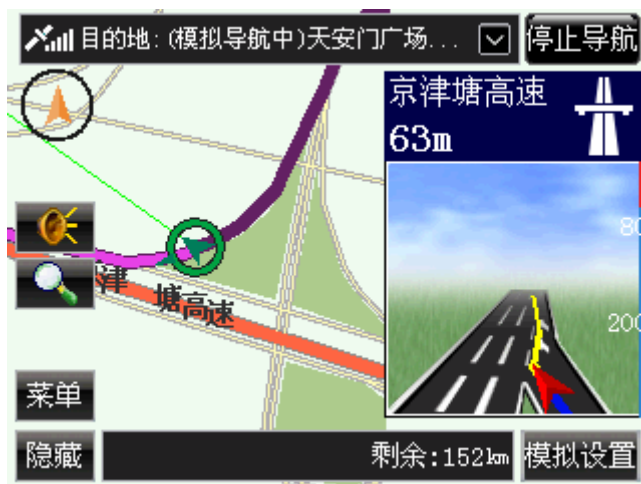 目的地: (模拟导航中)天安门广场...
停止导航
京津塘高速
63m
80
200
津 塘高速
菜单
隐藏
剩余:152km
模拟设置